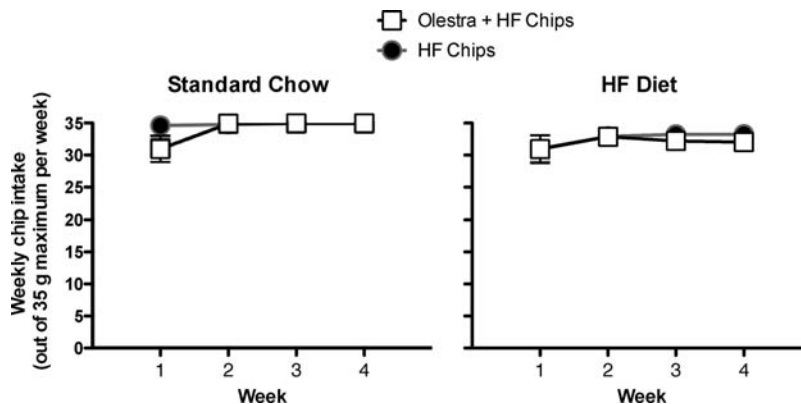 Olestra + HF Chips
HF Chips
Standard Chow
HF Diet
Weekly chip intake
(out of 35 g maximum per week)
35
30
25
20
15
10
5
0
1 2 3 4
Week
35
30
25
20
15
10
5
0
1 2 3 4
Week